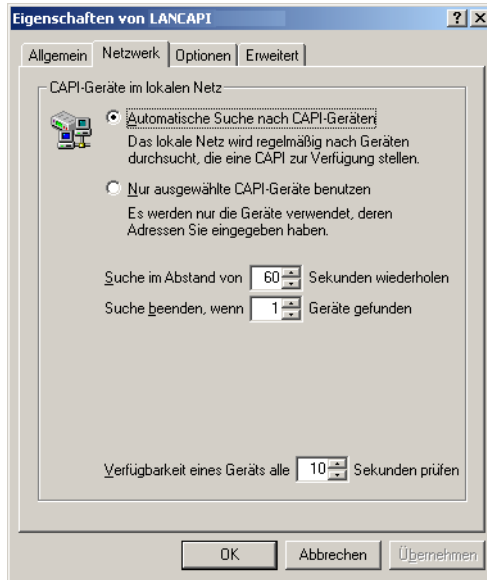 Eigenschaften von LANCAPI
Allgemein Netzwerk Optionen Erweitert
CAPI-Geräte im lokalen Netz
Automatische Suche nach CAPI-Geräten
Das lokale Netz wird regelmäßig nach Geräten
durchsucht, die eine CAPI zur Verfügung stellen.
Nur ausgewählte CAPI-Geräte benutzen
Es werden nur die Geräte verwendet, deren
Adressen Sie eingegeben haben.
Suche im Abstand von 60 Sekunden wiederholen
Suche beenden, wenn 1 Geräte gefunden
Verfügbarkeit eines Geräts alle 10 Sekunden prüfen
OK Abbrechen Übernehmen